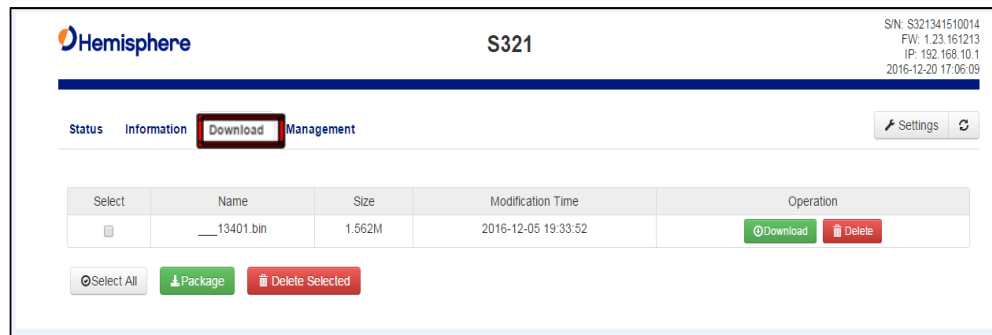 Hemisphere
S321
S/N: S321341510014
FW: 1.23.161213
IP: 192.168.10.1
2016-12-20 17:06:09
Status Information Download Management Settings
Select Name Size Modification Time Operation
___13401.bin 1.562M 2016-12-05 19:33:52 Download Delete
Select All Package Delete Selected